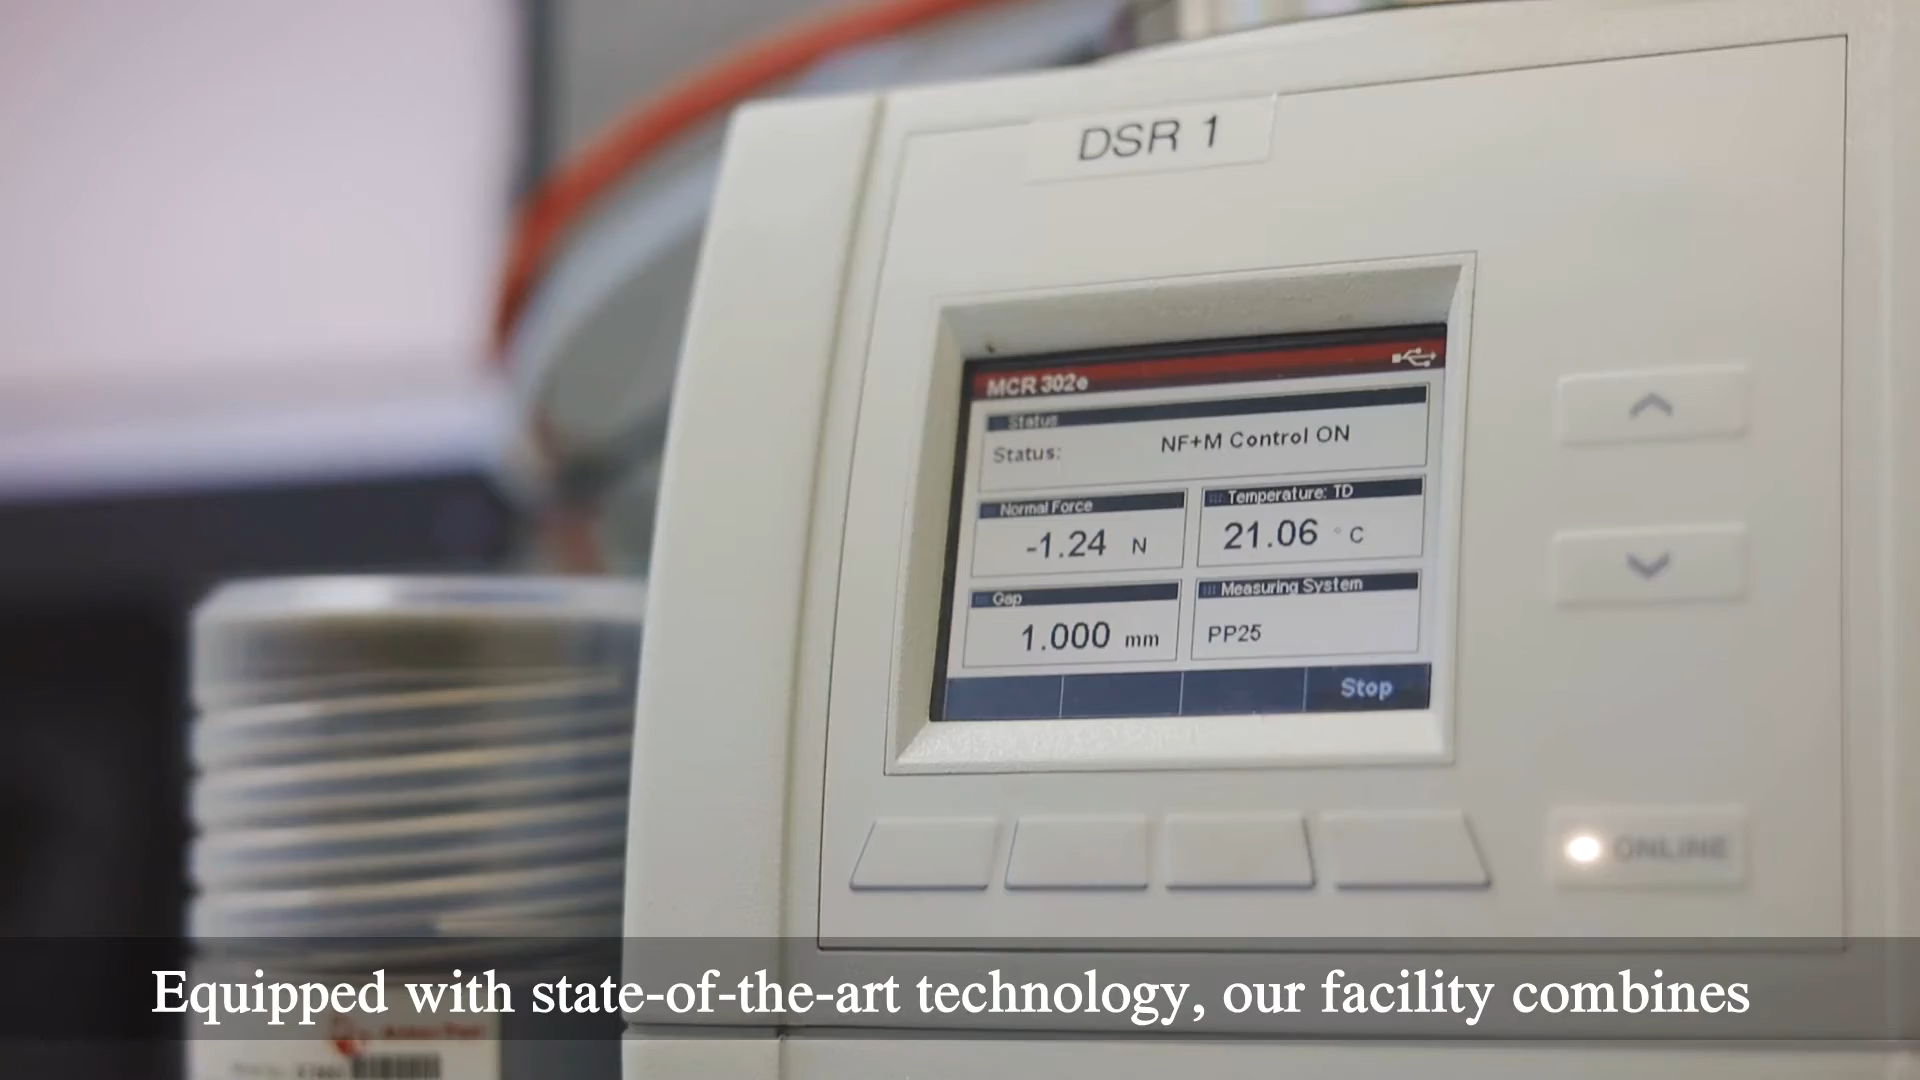 DSR 1
MCR 302e
Status
Status: NF+M Control ON
Normal Force
-1.24 N
Temperature: TD
21.06 °C
Gap
1.000 mm
Measuring System
PP25
Stop
ONLINE
Equipped with state-of-the-art technology, our facility combines